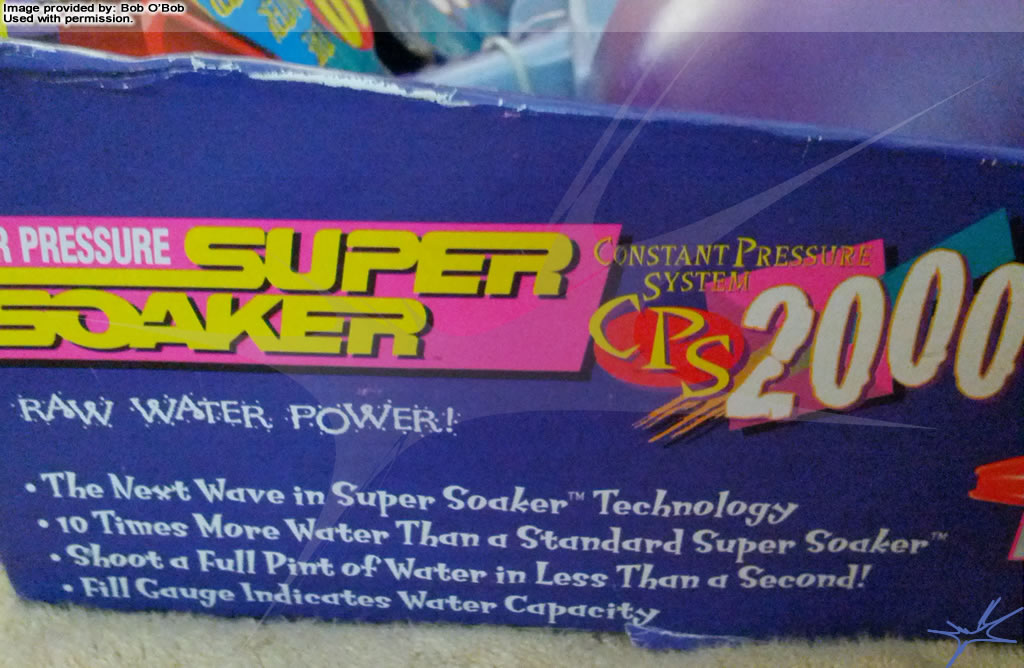 Image provided by: Bob O'Bob
Used with permission.
R PRESSURE SUPER
SOAKER
CONSTANT PRESSURE
SYSTEM
CPS 2000
RAW WATER POWER!
• The Next Wave in Super Soaker™ Technology
• 10 Times More Water Than a Standard Super Soaker™
• Shoot a Full Pint of Water in Less Than a Second!
• Fill Gauge Indicates Water Capacity